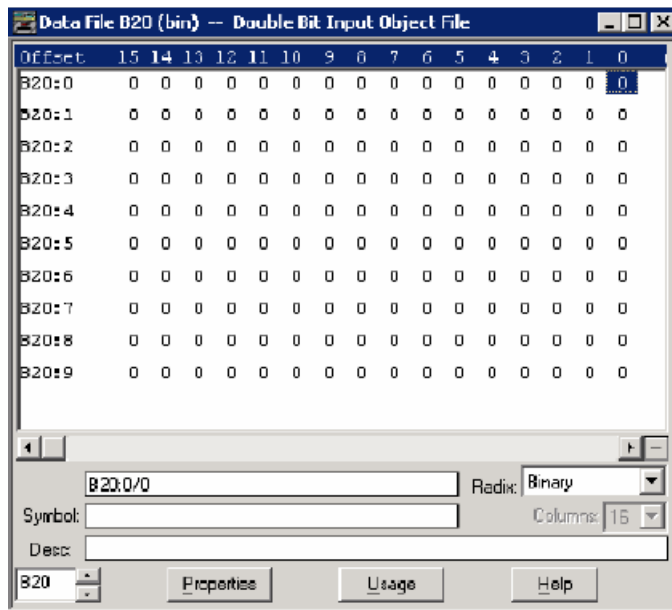 Data File B20 (bin) -- Double Bit Input Object File
Offset 15 14 13 12 11 10 9 8 7 6 5 4 3 2 1 0
B20:0 0 0 0 0 0 0 0 0 0 0 0 0 0 0 0 0
B20:1 0 0 0 0 0 0 0 0 0 0 0 0 0 0 0 0
B20:2 0 0 0 0 0 0 0 0 0 0 0 0 0 0 0 0
B20:3 0 0 0 0 0 0 0 0 0 0 0 0 0 0 0 0
B20:4 0 0 0 0 0 0 0 0 0 0 0 0 0 0 0 0
B20:5 0 0 0 0 0 0 0 0 0 0 0 0 0 0 0 0
B20:6 0 0 0 0 0 0 0 0 0 0 0 0 0 0 0 0
B20:7 0 0 0 0 0 0 0 0 0 0 0 0 0 0 0 0
B20:8 0 0 0 0 0 0 0 0 0 0 0 0 0 0 0 0
B20:9 0 0 0 0 0 0 0 0 0 0 0 0 0 0 0 0
B20:0/0 Radix: Binary
Symbol: Columns: 16
Desc:
B20 Properties Usage Help